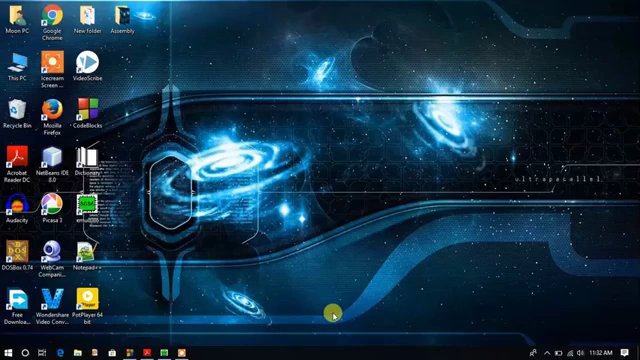 Moon PC
Google
Chrome
New folder
Assembly
This PC
Icecream
Screen ...
VideoScribe
Recycle Bin
Mozilla
Firefox
CodeBlocks
Acrobat
Reader DC
NetBeans IDE
8.0
Dictionary
Audacity
Picasa 3
emu8086
DOSBox 0.74
WebCam
Compani...
Notepad++
Free
Downloa...
Wondershare
Video Conv...
PotPlayer 64
bit
11:32 AM